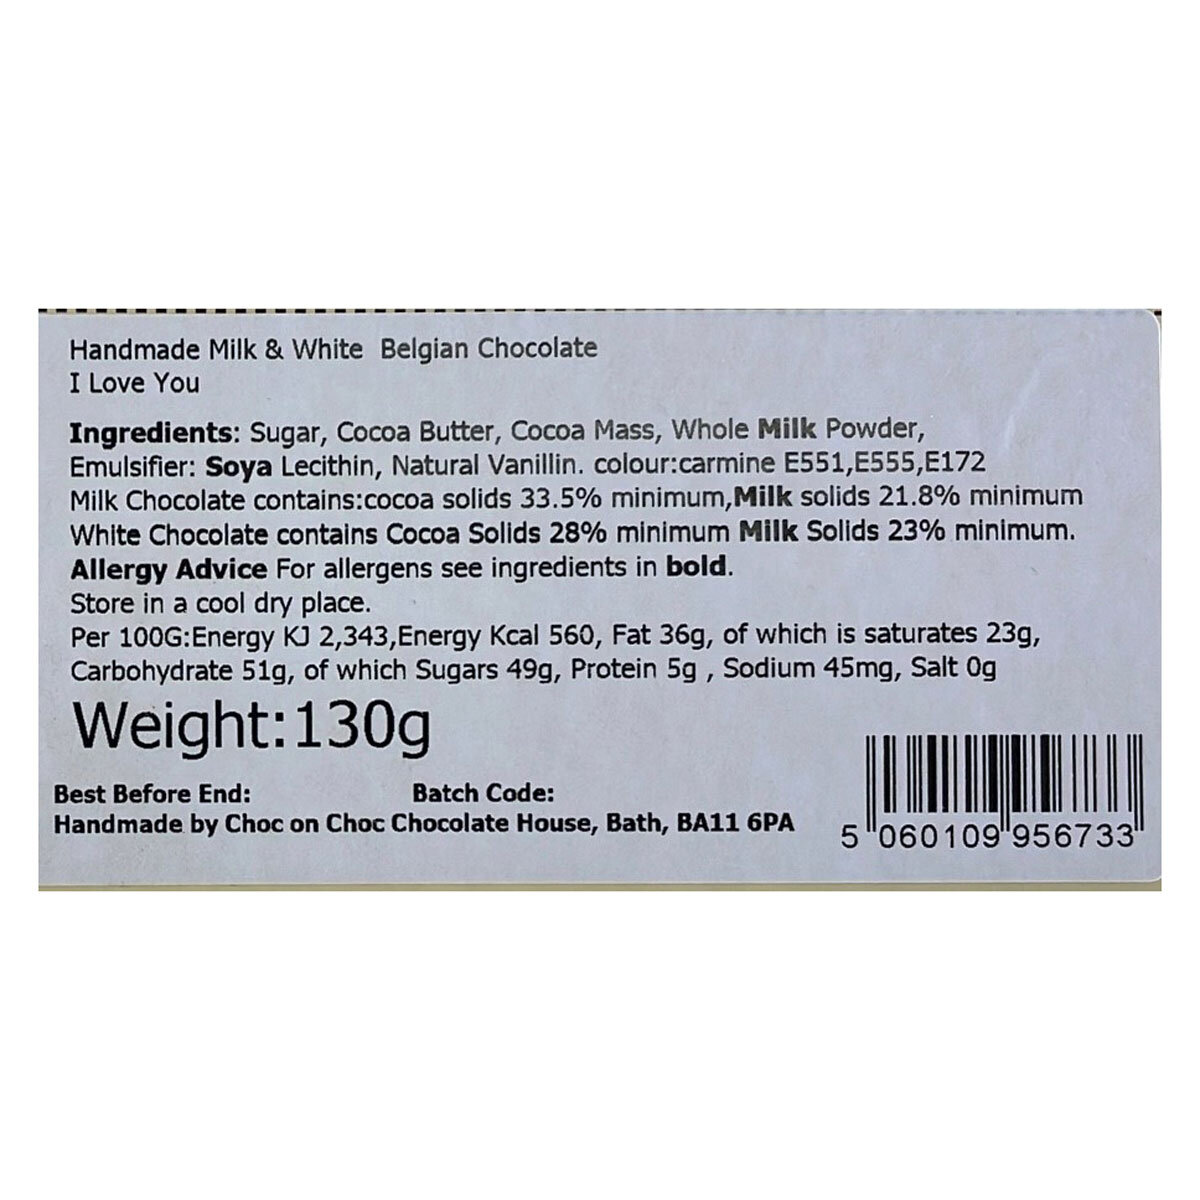 Handmade Milk & White Belgian Chocolate
I Love You
Ingredients: Sugar, Cocoa Butter, Cocoa Mass, Whole Milk Powder,
Emulsifier: Soya Lecithin, Natural Vanillin. colour:carmine E551,E555,E172
Milk Chocolate contains:cocoa solids 33.5% minimum,Milk solids 21.8% minimum
White Chocolate contains Cocoa Solids 28% minimum Milk Solids 23% minimum.
Allergy Advice For allergens see ingredients in bold.
Store in a cool dry place.
Per 100G:Energy KJ 2,343,Energy Kcal 560, Fat 36g, of which is saturates 23g,
Carbohydrate 51g, of which Sugars 49g, Protein 5g , Sodium 45mg, Salt 0g
Weight:130g
Best Before End: Batch Code:
Handmade by Choc on Choc Chocolate House, Bath, BA11 6PA
5 060109 956733